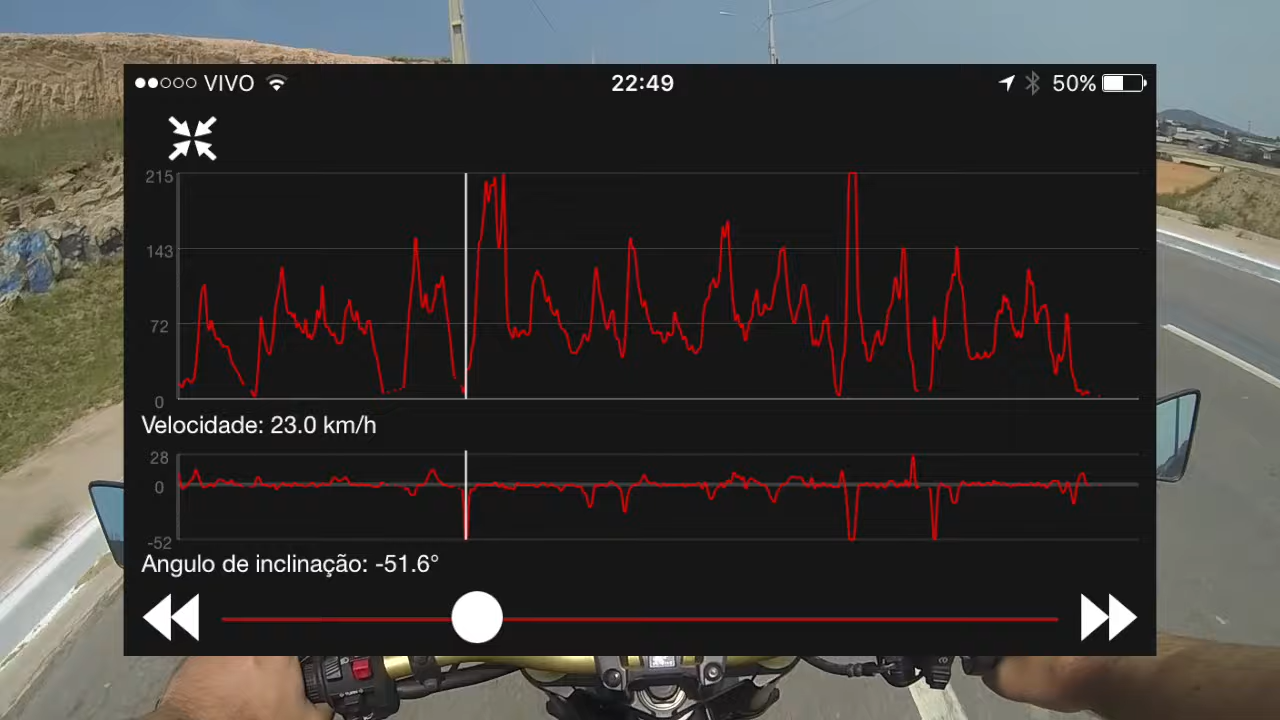 VIVO 22:49 50%
215
143
72
0
Velocidade: 23.0 km/h
28
0
-52
Angulo de inclinação: -51.6°